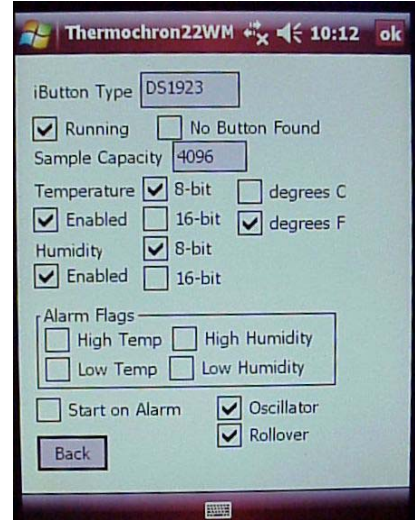 Thermochron22WM 10:12 ok
iButton Type DS1923
Running No Button Found
Sample Capacity 4096
Temperature 8-bit degrees C
Enabled 16-bit degrees F
Humidity 8-bit
Enabled 16-bit
Alarm Flags
High Temp High Humidity
Low Temp Low Humidity
Start on Alarm Oscillator
Rollover
Back